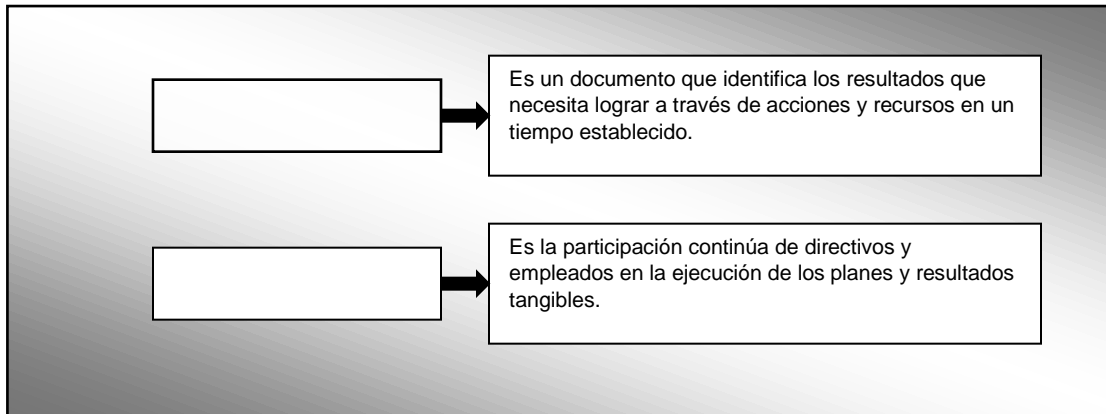 Es un documento que identifica los resultados que
necesita lograr a través de acciones y recursos en un
tiempo establecido.
Es la participación continúa de directivos y
empleados en la ejecución de los planes y resultados
tangibles.